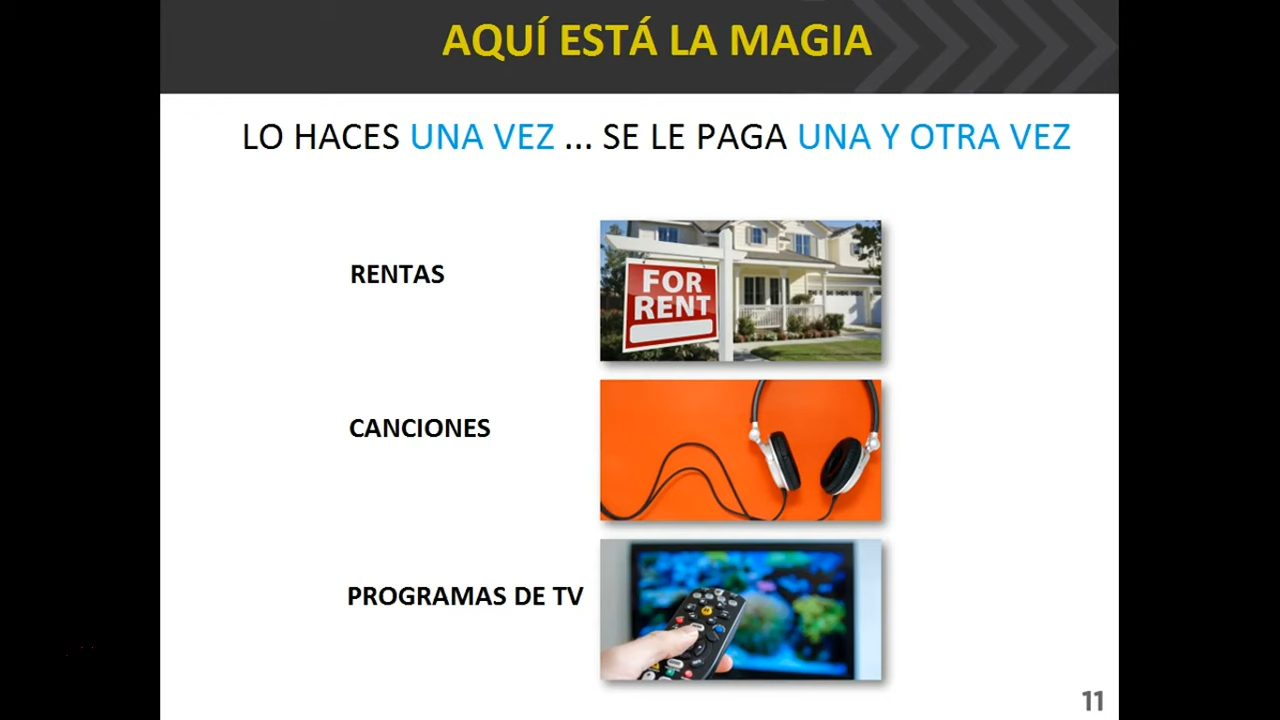 AQUÍ ESTÁ LA MAGIA
LO HACES UNA VEZ ... SE LE PAGA UNA Y OTRA VEZ
RENTAS
FOR
RENT
CANCIONES
PROGRAMAS DE TV
11